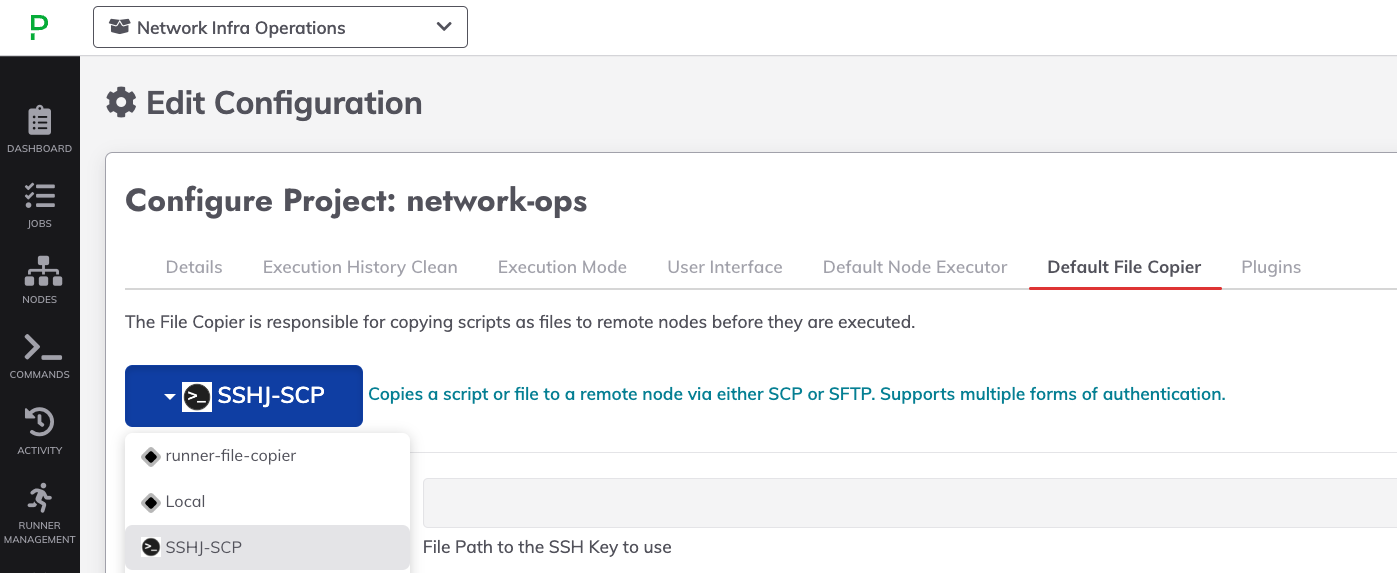 P
Network Infra Operations
Edit Configuration
DASHBOARD
JOBS
NODES
COMMANDS
ACTIVITY
RUNNER
MANAGEMENT
Configure Project: network-ops
Details Execution History Clean Execution Mode User Interface Default Node Executor Default File Copier Plugins
The File Copier is responsible for copying scripts as files to remote nodes before they are executed.
>_ SSHJ-SCP Copies a script or file to a remote node via either SCP or SFTP. Supports multiple forms of authentication.
runner-file-copier
Local
>_ SSHJ-SCP
File Path to the SSH Key to use